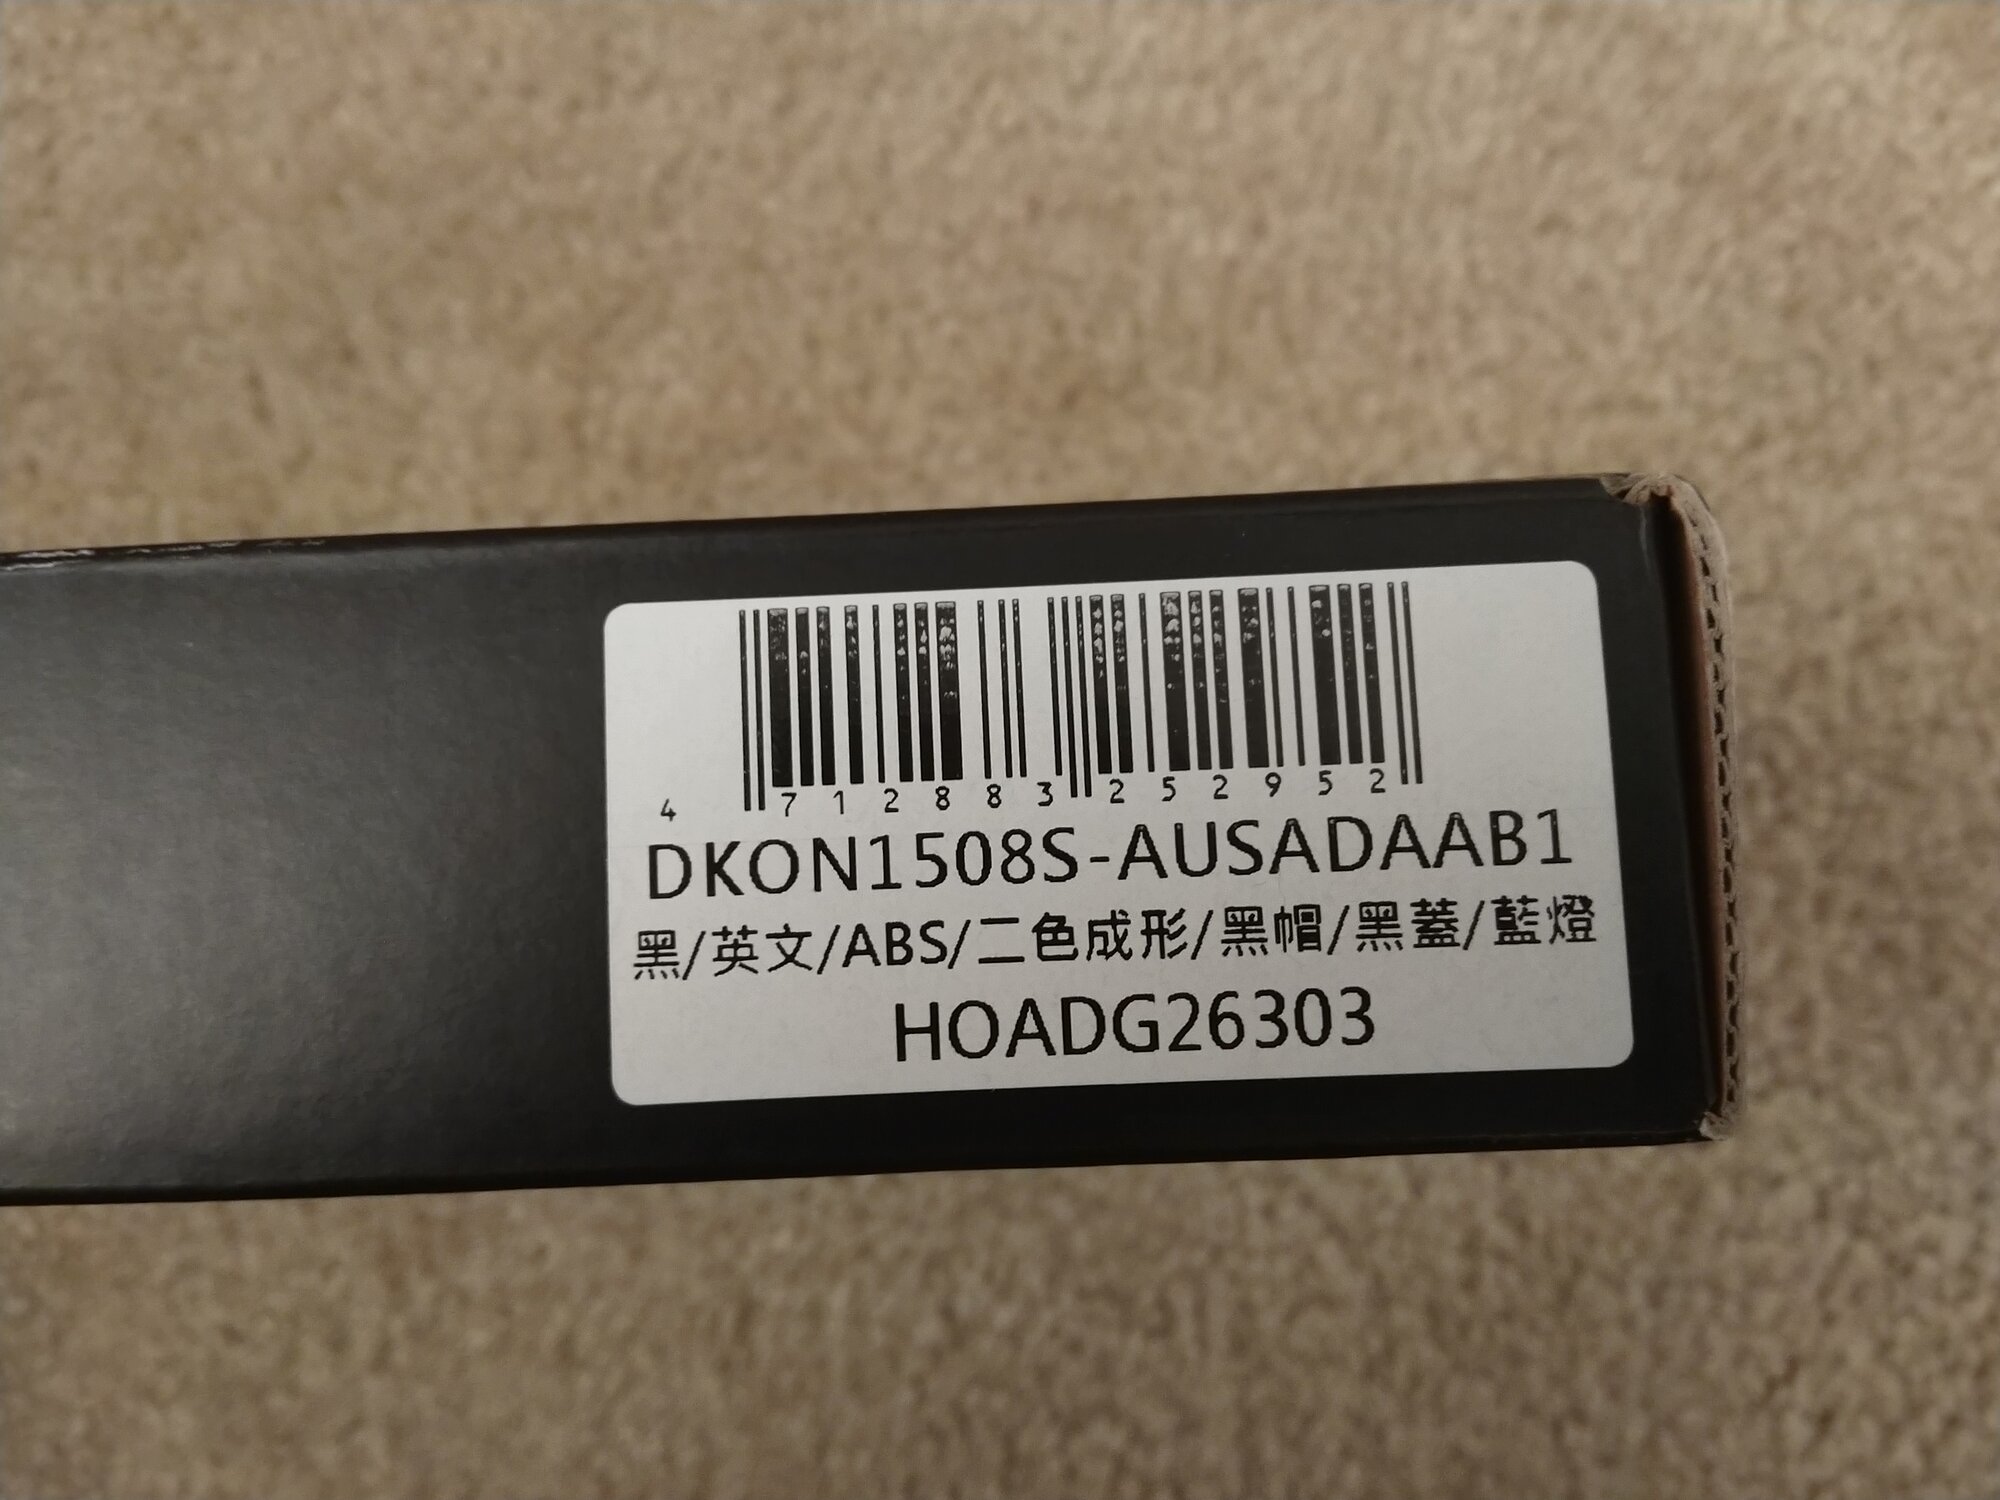 4 712883 252952
DKON1508S-AUSADAAB1
黑/英文/ABS/二色成形/黑帽/黑蓋/藍燈
HOADG26303